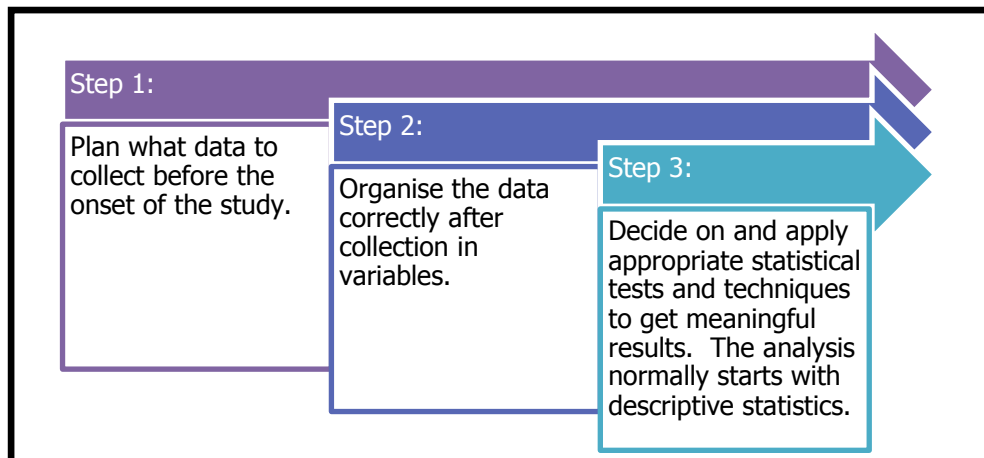 Step 1:
Plan what data to
collect before the
onset of the study.
Step 2:
Organise the data
correctly after
collection in
variables.
Step 3:
Decide on and apply
appropriate statistical
tests and techniques
to get meaningful
results.  The analysis
normally starts with
descriptive statistics.